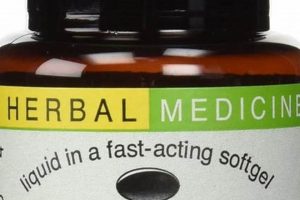 HERBAL MEDICINE
liquid in a fast-acting softgel